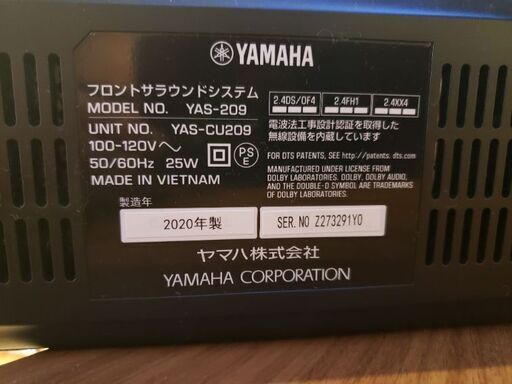 YAMAHA
フロントサラウンドシステム
MODEL NO. YAS-209
UNIT NO. YAS-CU209
100-120V～
50/60Hz 25W PSE
MADE IN VIETNAM
2.4DS/OF4 2.4FH1 2.4XX4
電波法工事設計認証を取得した
無線設備を内蔵しています。
FOR DTS PATENTS, SEE http://patents.dts.com
MANUFACTURED UNDER LICENSE FROM
DOLBY LABORATORIES. DOLBY, DOLBY AUDIO,
AND THE DOUBLE-D SYMBOL ARE TRADEMARKS
OF DOLBY LABORATORIES.
製造年
2020年製
SER.NO Z273291Y0
ヤマハ株式会社
YAMAHA CORPORATION